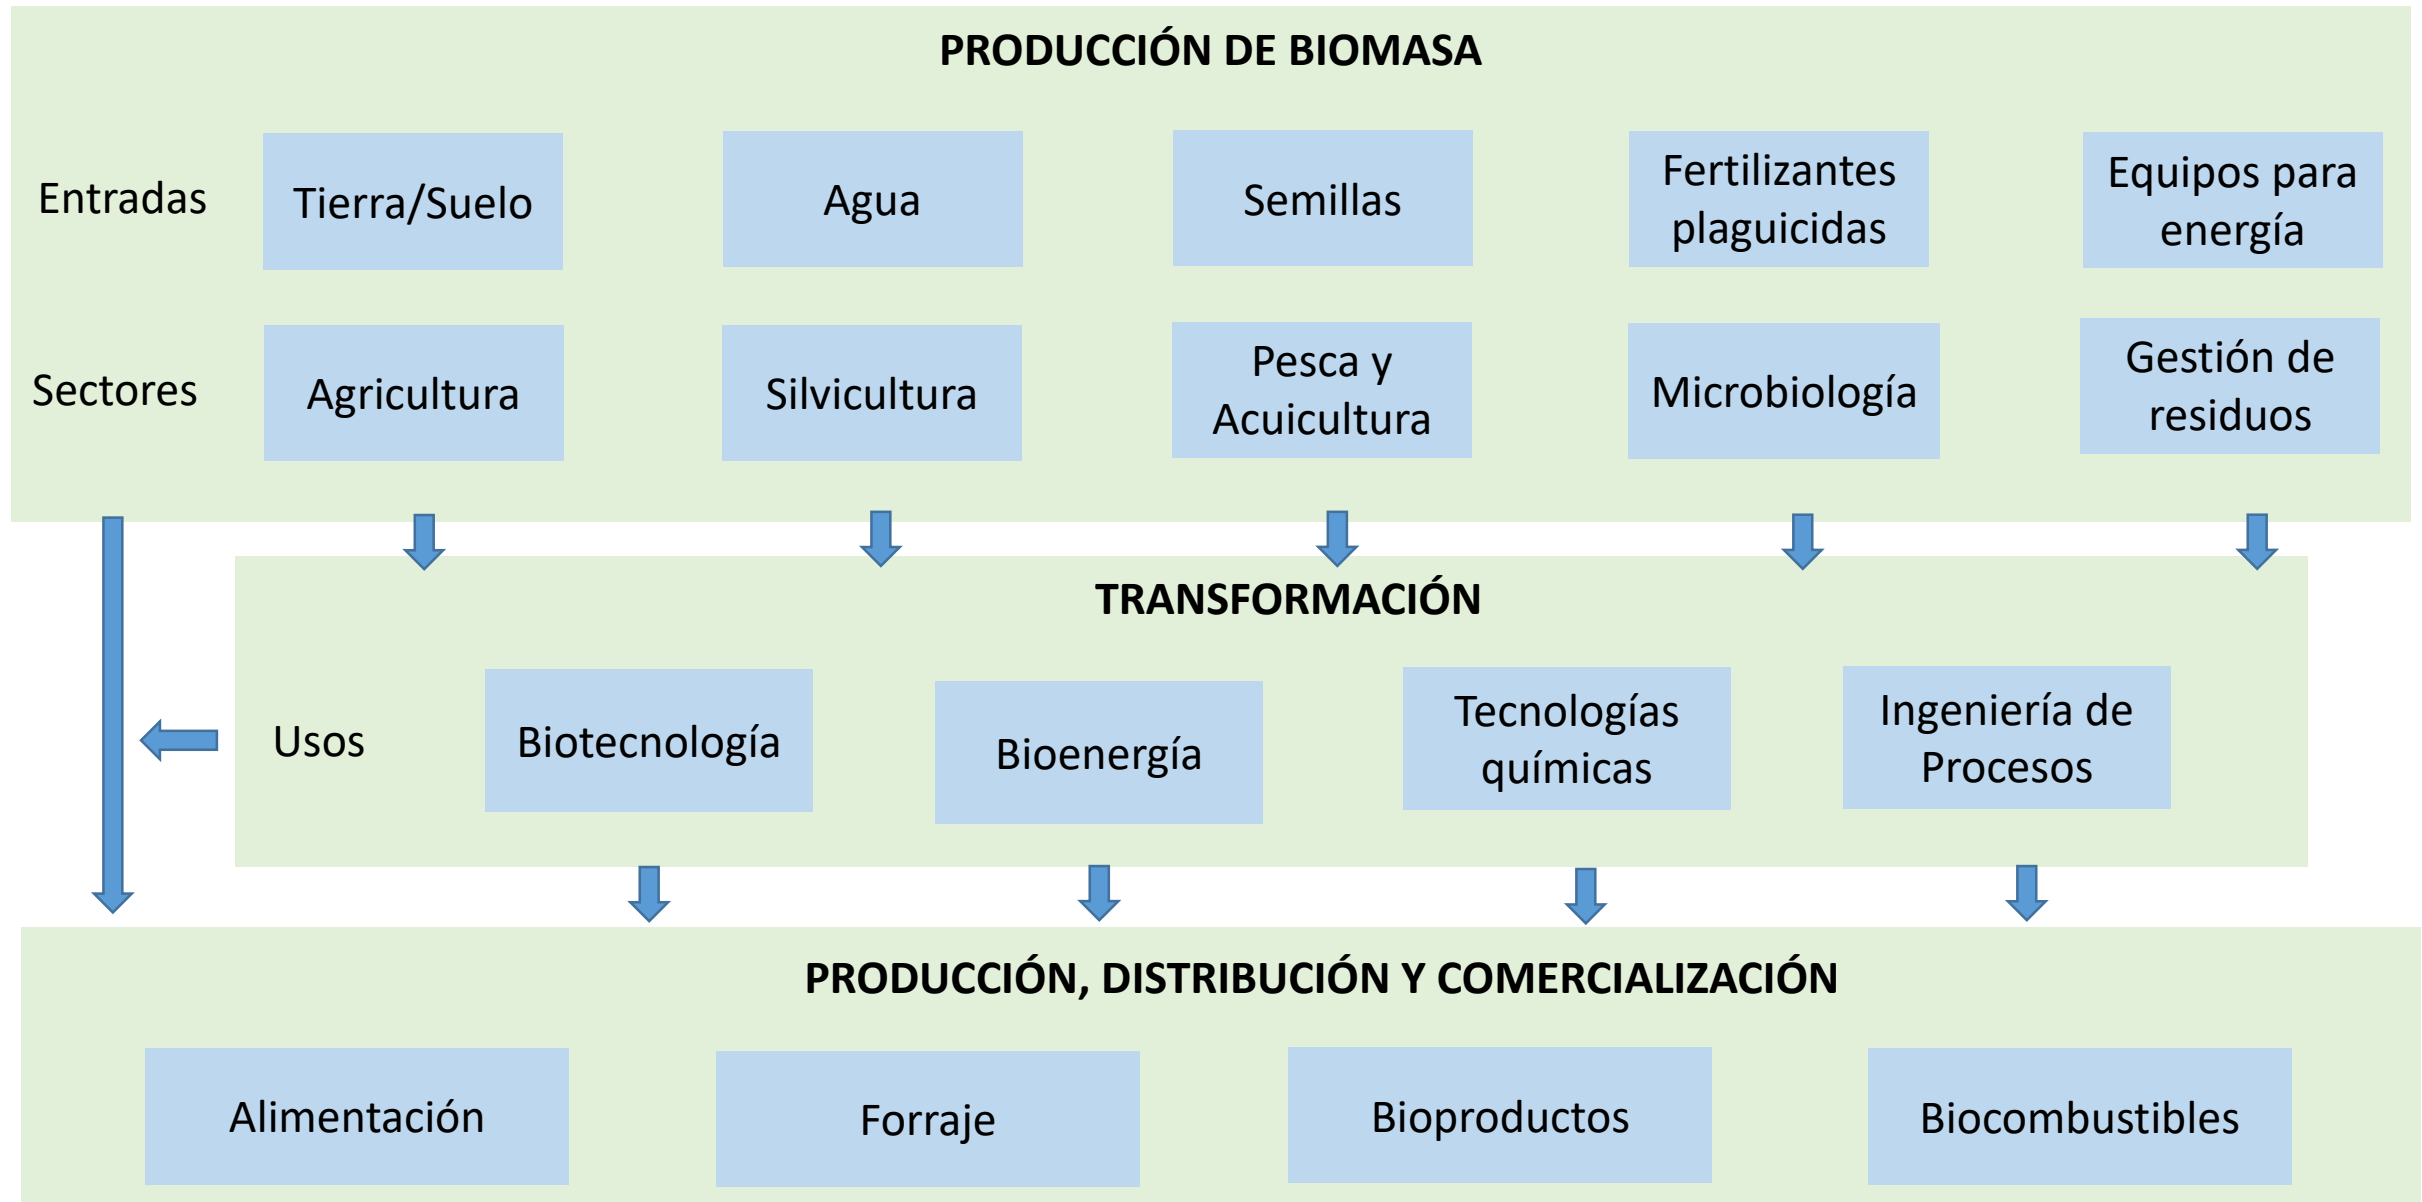 PRODUCCIÓN DE BIOMASA
Entradas
Tierra/Suelo
Agua
Semillas
Fertilizantes
plaguicidas
Equipos para
energía
Sectores
Agricultura
Silvicultura
Pesca y
Acuicultura
Microbiología
Gestión de
residuos
TRANSFORMACIÓN
Usos
Biotecnología
Bioenergía
Tecnologías
químicas
Ingeniería de
Procesos
PRODUCCIÓN, DISTRIBUCIÓN Y COMERCIALIZACIÓN
Alimentación
Forraje
Bioproductos
Biocombustibles